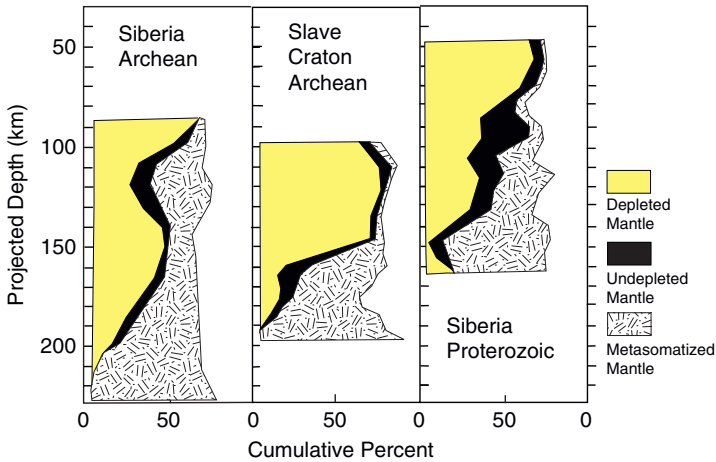 Siberia
Archean
Slave
Craton
Archean
Siberia
Proterozoic
50
100
150
200
Projected Depth (km)
0
50
0
50
0
50
0
Cumulative Percent
Depleted
Mantle
Undepleted
Mantle
Metasomatized
Mantle